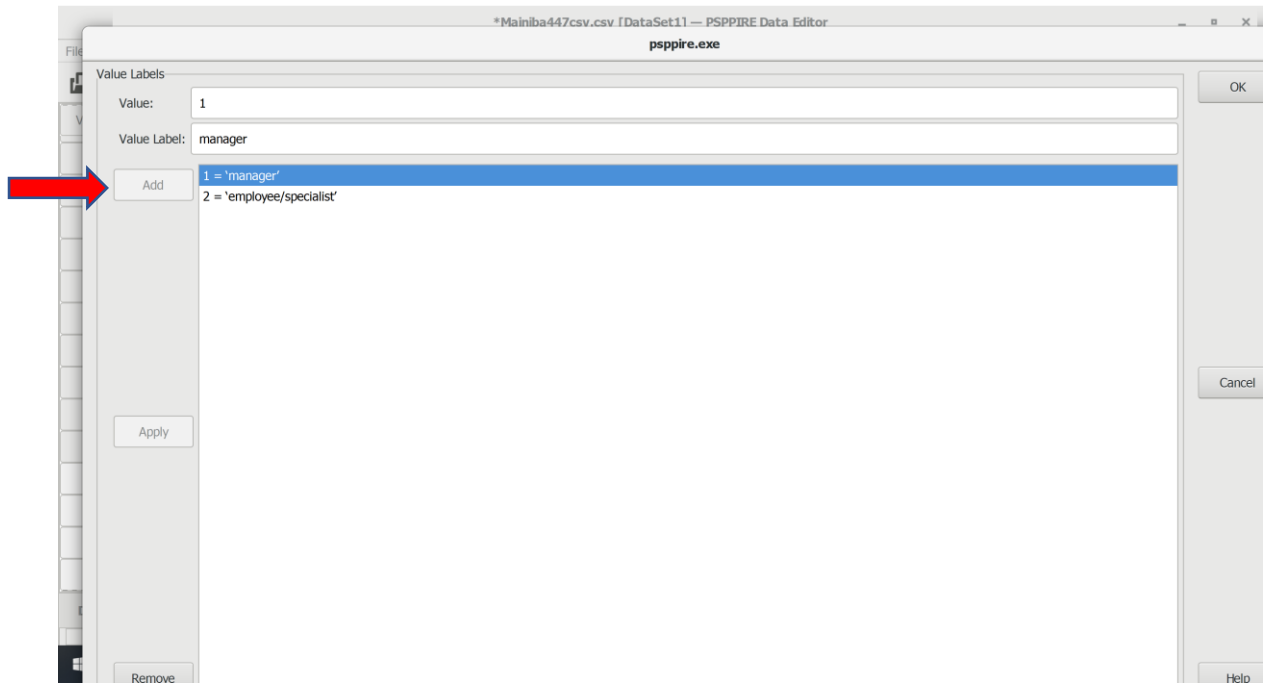 *Mainiba447csv.csv [DataSet1] — PSPPIRE Data Editor
psppire.exe
File
Value Labels
OK
Value: 1
Value Label: manager
Add
1 = ‘manager’
2 = ‘employee/specialist’
Cancel
Apply
Remove
Help